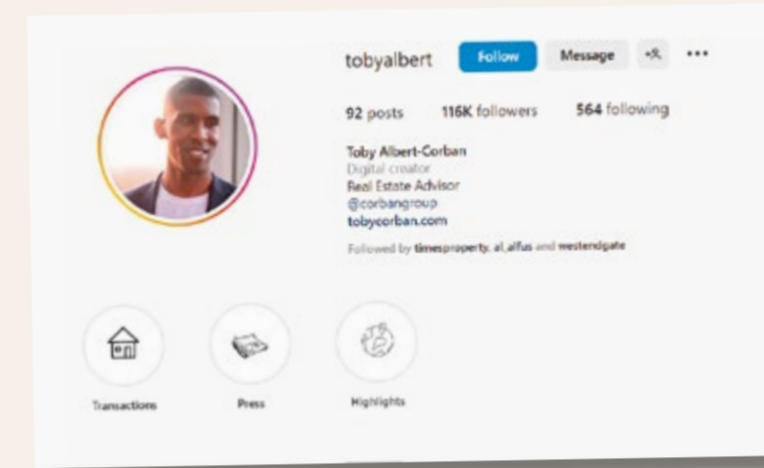 tobyalbert Follow Message ...
92 posts 116K followers 564 following
Toby Albert-Corban
Digital creator
Real Estate Advisor
@corbangroup
tobycorban.com
Followed by timesproperty, al_alfus and westendgate
Transactions Press Highlights